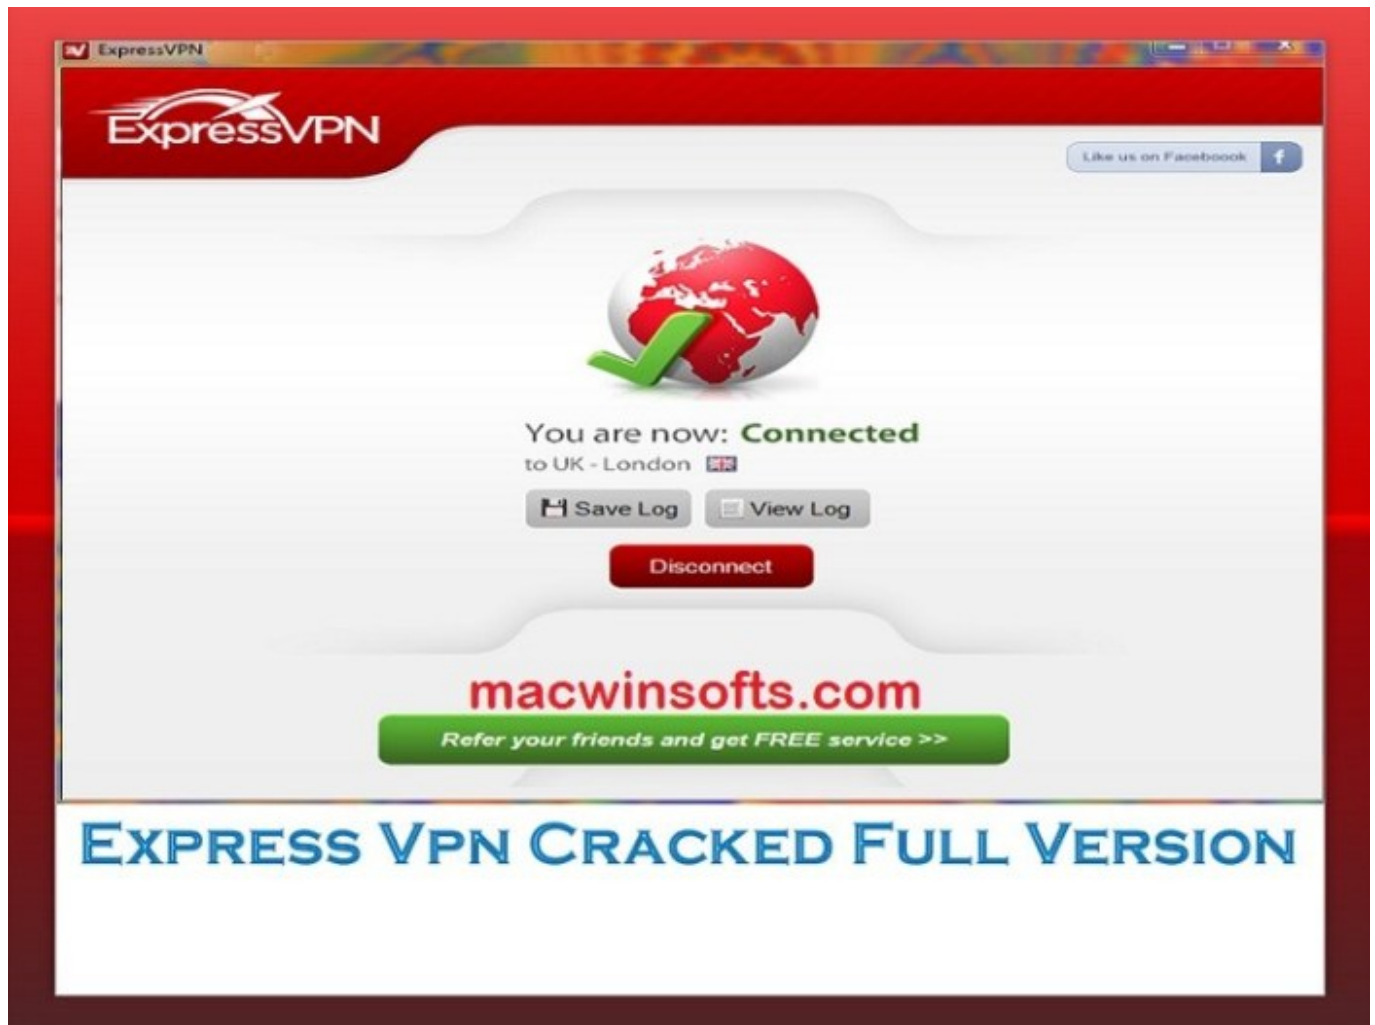 ExpressVPN
ExpressVPN
Like us on Faceboook
f
You are now: Connected
to UK - London
Save Log
View Log
Disconnect
macwinsofts.com
Refer your friends and get FREE service >>
EXPRESS VPN CRACKED FULL VERSION